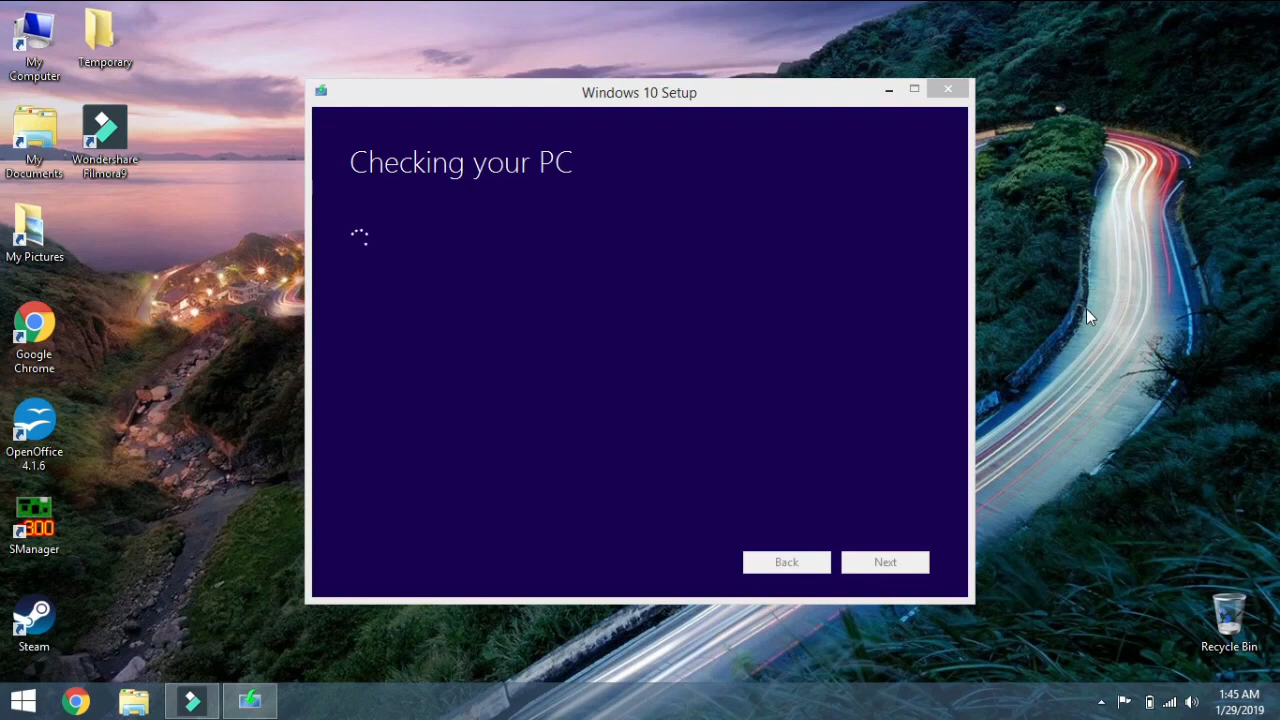 My
Computer
Temporary
My
Documents
Wondershare
Filmora9
My Pictures
Google
Chrome
OpenOffice
4.1.6
300
SManager
Steam
Windows 10 Setup
Checking your PC
Back
Next
Recycle Bin
1:45 AM
1/29/2019